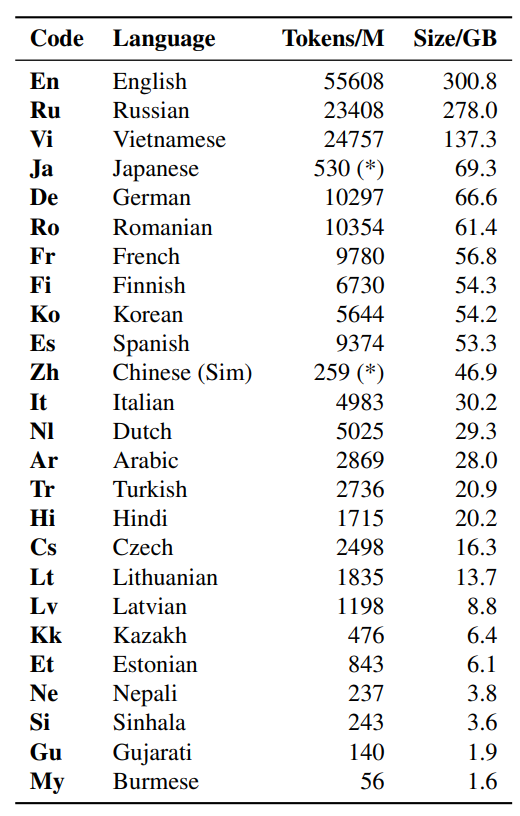 Code Language Tokens/M Size/GB
En English 55608 300.8
Ru Russian 23408 278.0
Vi Vietnamese 24757 137.3
Ja Japanese 530 (*) 69.3
De German 10297 66.6
Ro Romanian 10354 61.4
Fr French 9780 56.8
Fi Finnish 6730 54.3
Ko Korean 5644 54.2
Es Spanish 9374 53.3
Zh Chinese (Sim) 259 (*) 46.9
It Italian 4983 30.2
Nl Dutch 5025 29.3
Ar Arabic 2869 28.0
Tr Turkish 2736 20.9
Hi Hindi 1715 20.2
Cs Czech 2498 16.3
Lt Lithuanian 1835 13.7
Lv Latvian 1198 8.8
Kk Kazakh 476 6.4
Et Estonian 843 6.1
Ne Nepali 237 3.8
Si Sinhala 243 3.6
Gu Gujarati 140 1.9
My Burmese 56 1.6